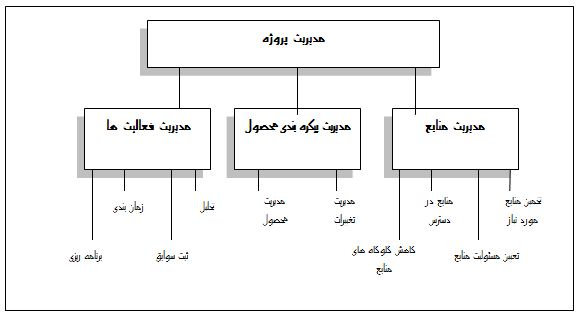 مدیریت پروژه
مدیریت منابع
مدیریت پیکره بندی محصول
مدیریت فعالیت ها
تخمین منابع
مورد نیاز
منابع در
دسترس
مدیریت
تغییرات
مدیریت
محصول
تحلیل
زمان بندی
تعیین مسئولیت منابع
کاهش گلوگاه های
منابع
ثبت سوابق
برنامه ریزی